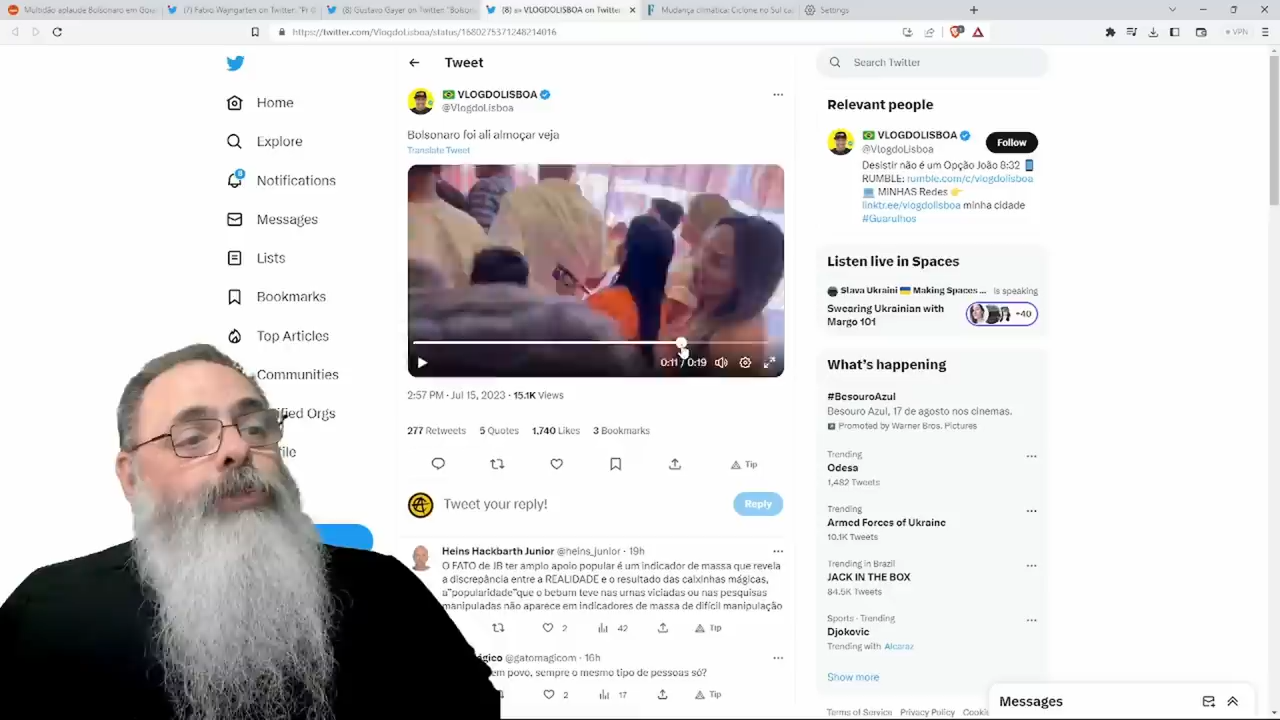 Multidão aplaude Bolsonaro em Goi
(7) Fabio Wajngarten on Twitter: "Pr
(8) Gustavo Gayer on Twitter: "Bolson
(8) VLOGDOLISBOA on Twitter
Mudança climática: Ciclone no Sul ca
Settings
https://twitter.com/VlogdoLisboa/status/1680275371248214016
VPN
Home
Explore
8
Notifications
Messages
Lists
Bookmarks
Top Articles
Communities
ified Orgs
ile
Tweet
VLOGDOLISBOA
@VlogdoLisboa
Bolsonaro foi ali almoçar veja
Translate Tweet
0:11 / 0:19
2:57 PM · Jul 15, 2023 · 15.1K Views
277 Retweets 5 Quotes 1,740 Likes 3 Bookmarks
Tip
Tweet your reply!
Reply
Heins Hackbarth Junior @heins_junior · 19h
O FATO de JB ter amplo apoio popular é um indicador de massa que revela
a discrepância entre a REALIDADE e o resultado das caixinhas mágicas,
a"popularidade"que o bebum teve nas urnas viciadas ou nas pesquisas
manipuladas não aparece em indicadores de massa de difícil manipulação
2 42 Tip
ágico @gatomagicom · 16h
em povo, sempre o mesmo tipo de pessoas só?
2 17 Tip
Search Twitter
Relevant people
VLOGDOLISBOA
@VlogdoLisboa
Follow
Desistir não é um Opção João 8:32
RUMBLE: rumble.com/c/vlogdolisboa
MINHAS Redes
linktr.ee/vlogdolisboa minha cidade
#Guarulhos
Listen live in Spaces
Slava Ukraini Making Spaces ... is speaking
Swearing Ukrainian with
Margo 101
+40
What's happening
#BesouroAzul
Besouro Azul, 17 de agosto nos cinemas.
Promoted by Warner Bros. Pictures
Trending
Odesa
1,482 Tweets
Trending
Armed Forces of Ukraine
10.1K Tweets
Trending in Brazil
JACK IN THE BOX
84.5K Tweets
Sports · Trending
Djokovic
Trending with Alcaraz
Show more
Terms of Service Privacy Policy Cookie
Messages